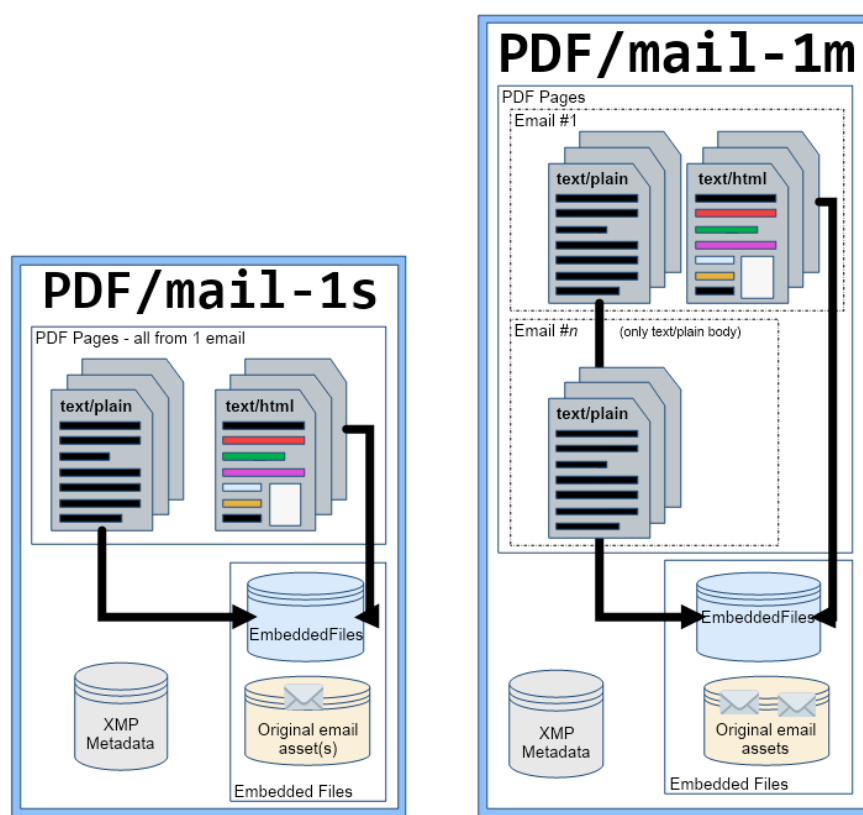 PDF/mail-1s
PDF Pages - all from 1 email
text/plain
text/html
EmbeddedFiles
XMP
Metadata
Original email
asset(s)
Embedded Files
PDF/mail-1m
PDF Pages
Email #1
text/plain
text/html
Email #n (only text/plain body)
text/plain
EmbeddedFiles
XMP
Metadata
Original email
assets
Embedded Files